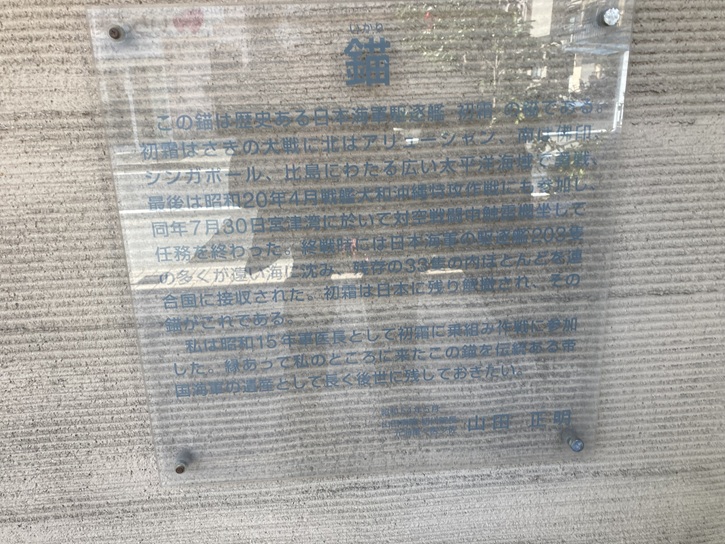 いかり
錨
この錨は歴史ある日本海軍駆逐艦 初霜 の錨である。
初霜はさきの大戦に北はアリューシャン、南は佛印、
シンガポール、比島にわたる広い太平洋海域で
最後は昭和20年4月戦艦大和沖縄特攻作戦にも参加し、
同年7月30日宮津湾に於いて対空戦闘中触雷擱坐して
任務を終わった。終戦時には日本海軍の駆逐艦
の多くが遠い海に沈み、残存の33隻の内ほとんどを連
合国に接収された。初霜は日本に残り解撤され、その
錨がこれである。
私は昭和15年軍医長として初霜に乗組み作戦に参加
した。縁あって私のところに来たこの錨を伝統ある帝
国海軍の遺産として長く後世に残しておきたい。
山田 正明